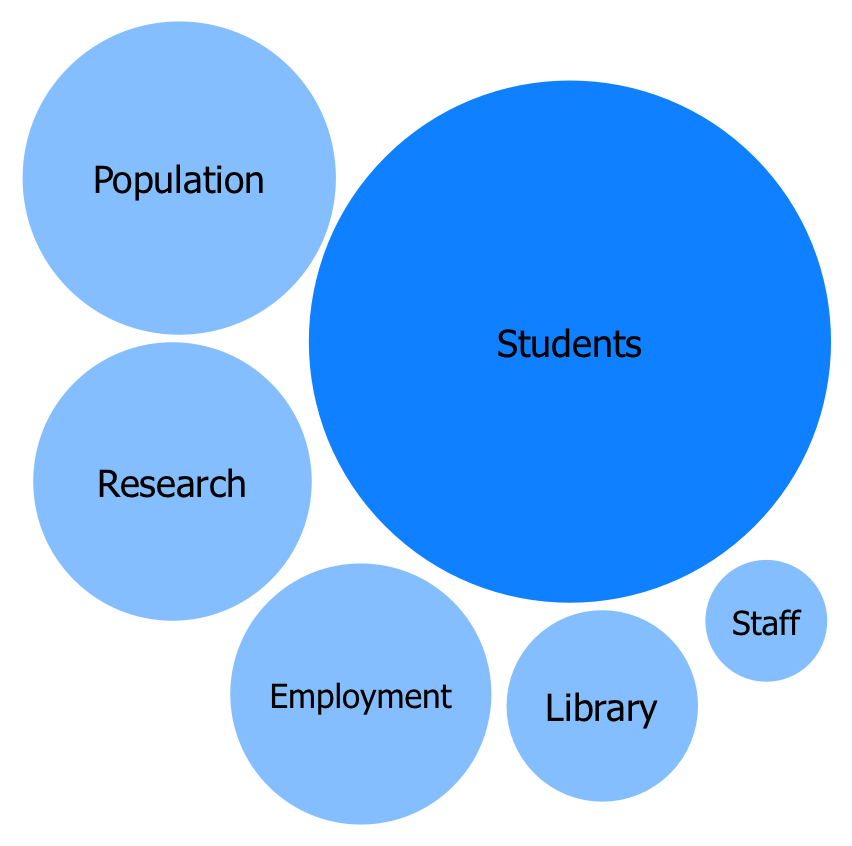 Population
Students
Research
Staff
Employment
Library